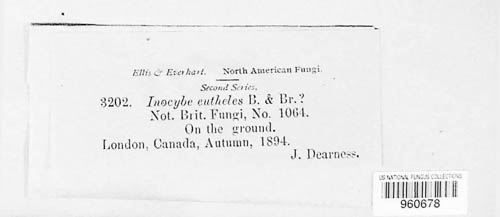 Ellis & Everhart. North American Fungi.
Second Series.
3202. Inocybe eutheles B. & Br.?
Not. Brit. Fungi, No. 1064.
On the ground.
London, Canada, Autumn, 1894.
J. Dearness.
US NATIONAL FUNGUS COLLECTIONS
960678